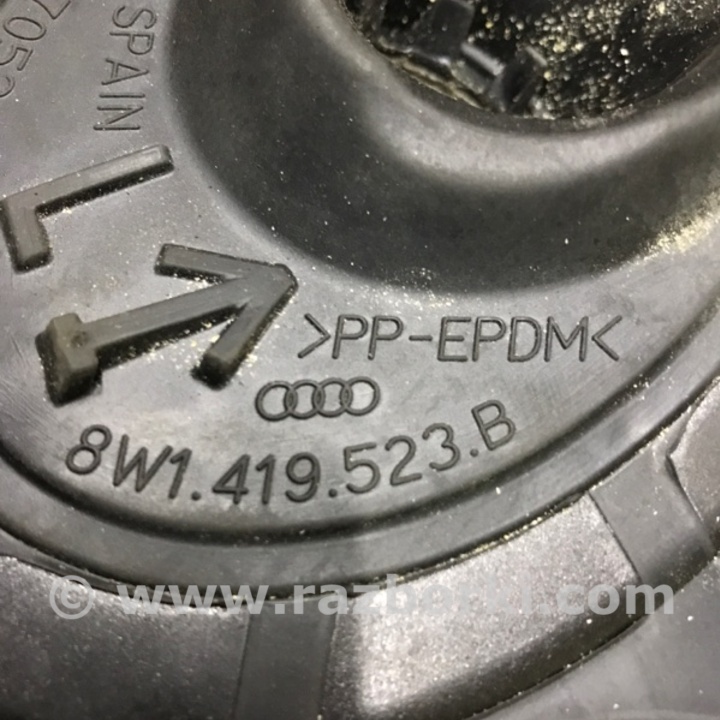 SPAIN
L
>PP-EPDM<
8W1.419.523.B